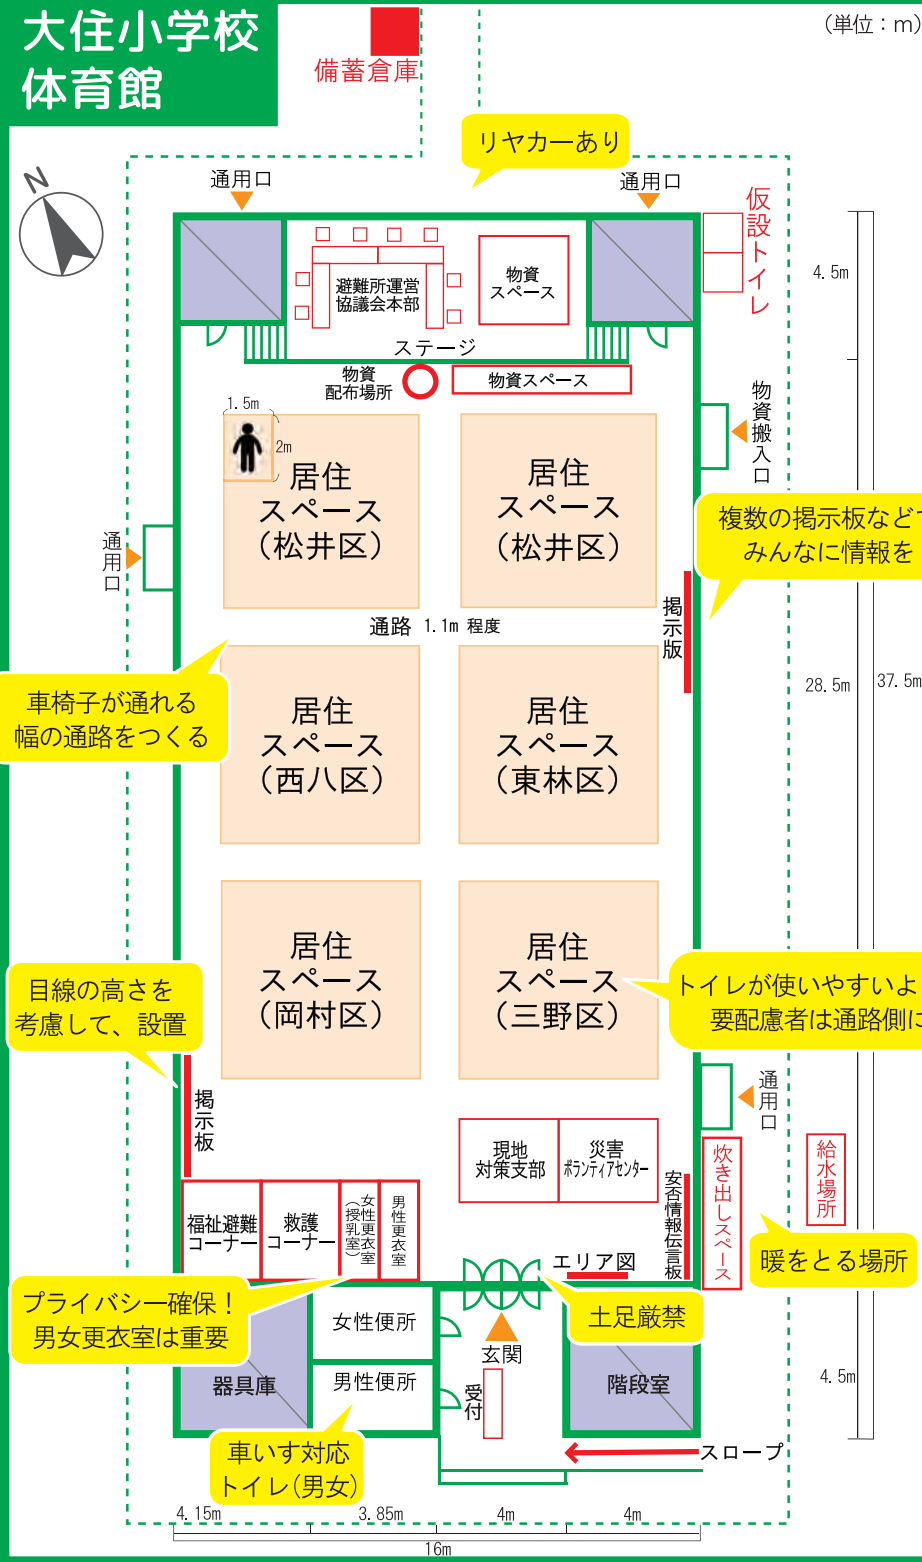 大住小学校
体育館
備蓄倉庫
(単位：m)
リヤカーあり
N
通用口
通用口
仮設トイレ
避難所運営
協議会本部
物資
スペース
4.5m
ステージ
物資
配布場所
物資スペース
物資搬入口
1.5m
2m
居住
スペース
（松井区）
居住
スペース
（松井区）
複数の掲示板などで
みんなに情報を
通用口
通路 1.1m 程度
掲示版
車椅子が通れる
幅の通路をつくる
居住
スペース
（西八区）
居住
スペース
（東林区）
28.5m
37.5m
居住
スペース
（岡村区）
居住
スペース
（三野区）
目線の高さを
考慮して、設置
トイレが使いやすいよ
要配慮者は通路側に
掲示板
通用口
現地
対策支部
災害
ボランティアセンター
安否情報伝言板
炊き出しスペース
給水場所
福祉避難
コーナー
救護
コーナー
女性更衣室
（授乳室）
男性更衣室
エリア図
暖をとる場所
プライバシー確保！
男女更衣室は重要
土足厳禁
女性便所
玄関
器具庫
男性便所
受付
階段室
4.5m
車いす対応
トイレ(男女)
スロープ
4.15m
3.85m
4m
4m
16m